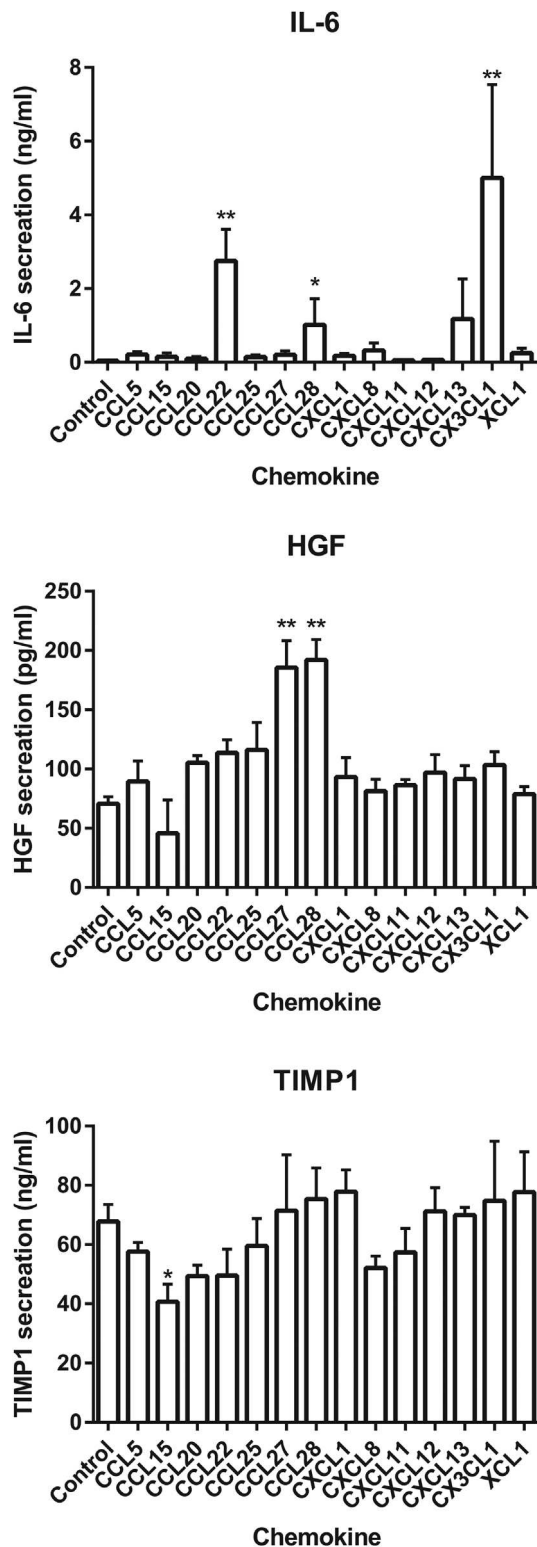 IL-6
IL-6 secreation (ng/ml)
8
6
4
2
0
**
*
**
Control
CCL5
CCL15
CCL20
CCL22
CCL25
CCL27
CCL28
CXCL1
CXCL8
CXCL11
CXCL12
CXCL13
CX3CL1
XCL1
Chemokine
HGF
HGF secreation (pg/ml)
250
200
150
100
50
0
**
**
Control
CCL5
CCL15
CCL20
CCL22
CCL25
CCL27
CCL28
CXCL1
CXCL8
CXCL11
CXCL12
CXCL13
CX3CL1
XCL1
Chemokine
TIMP1
TIMP1 secreation (ng/ml)
100
80
60
40
20
0
*
Control
CCL5
CCL15
CCL20
CCL22
CCL25
CCL27
CCL28
CXCL1
CXCL8
CXCL11
CXCL12
CXCL13
CX3CL1
XCL1
Chemokine